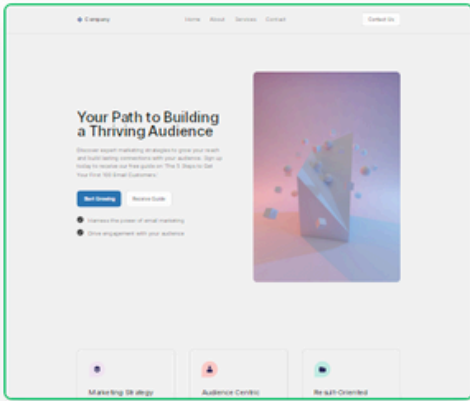 Company
Home About Services Contact
Contact Us
Your Path to Building
a Thriving Audience
Discover expert marketing strategies to grow your reach
and build lasting connections with your audience. Sign up
today to receive our free guide on "The 5 Steps to Get
Your First 100 Email Customers."
Start Growing
Receive Guide
Harness the power of email marketing
Drive engagement with your audience
Marketing Strategy
Audience Centric
Result-Oriented